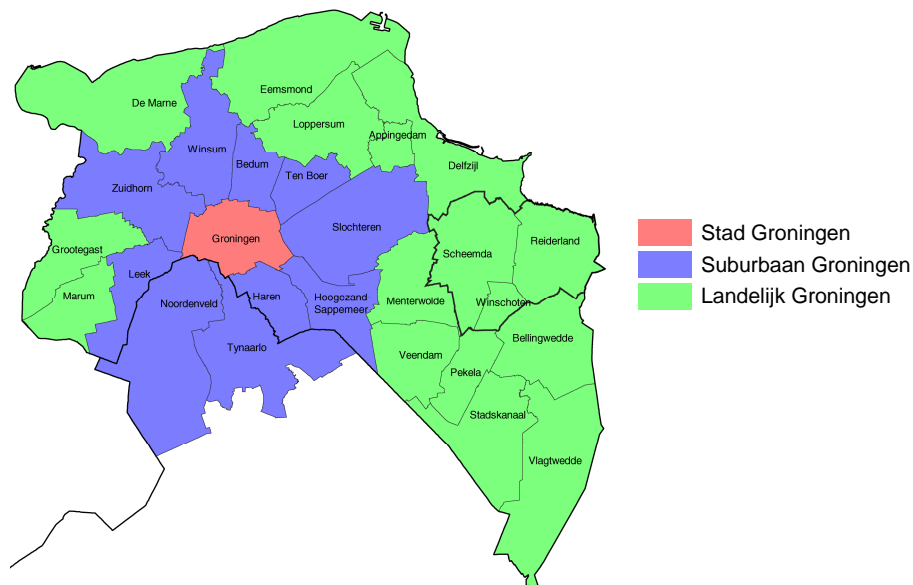 Eemsmond
De Marne
Loppersum
Appingedam
Winsum
Bedum
Delfzijl
Ten Boer
Zuidhorn
Slochteren
Groningen
Reiderland
Grootegast
Scheemda
Leek
Marum
Haren
Hoogozand
Sappemeer
Noordenveld
Menterwolde
Winschoten
Bellingwedde
Tynaarlo
Veendam
Pekela
Stadskanaal
Vlagtwedde
Stad Groningen
Suburbaan Groningen
Landelijk Groningen